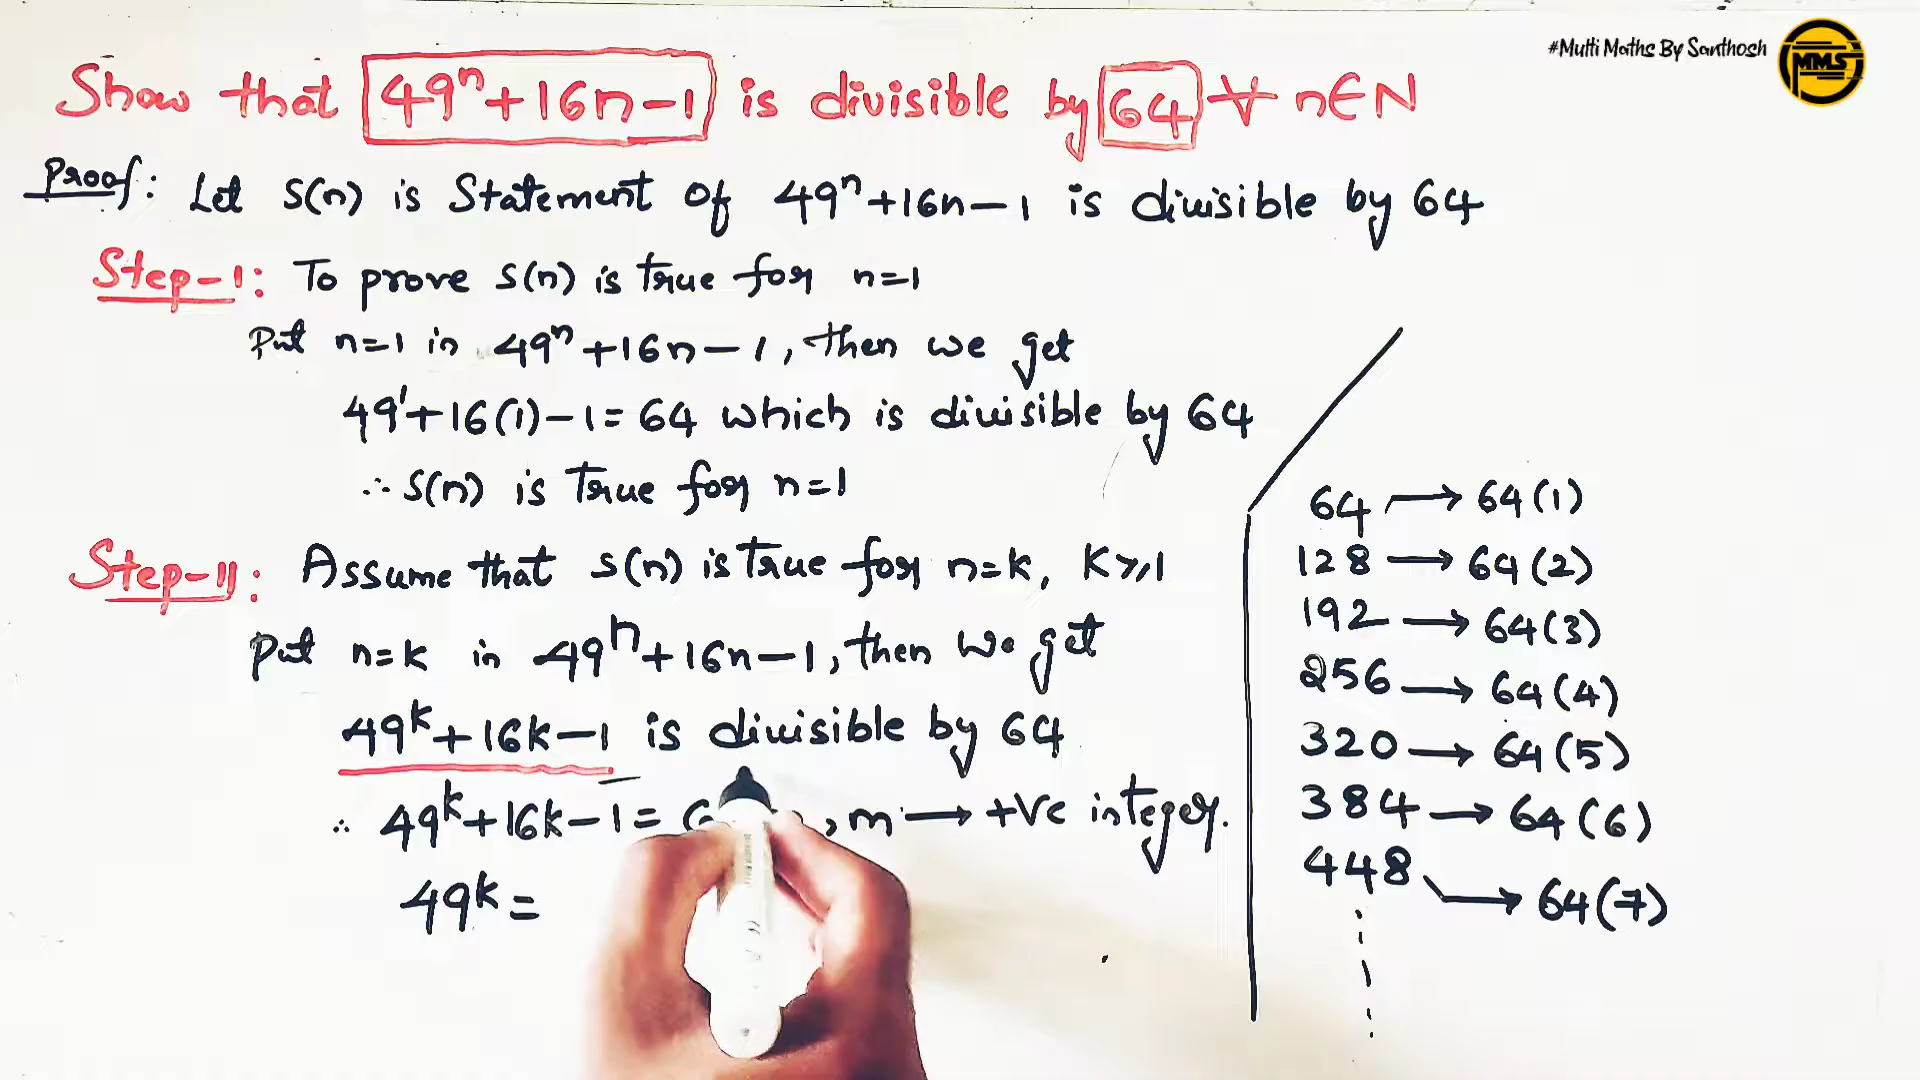 #Multi Maths By Santhosh
MMS
Show that 49ⁿ+16n-1 is divisible by 64 ∀ n∈N
Proof: Let S(n) is Statement of 49ⁿ+16n-1 is divisible by 64
Step-I: To prove S(n) is true for n=1
Put n=1 in 49ⁿ+16n-1, then we get
49¹+16(1)-1=64 which is divisible by 64
∴ S(n) is true for n=1
Step-II: Assume that S(n) is true for n=k, K≥1
Put n=k in 49ⁿ+16n-1, then we get
49ᵏ+16k-1 is divisible by 64
∴ 49ᵏ+16k-1= , m → +ve integer.
49ᵏ =
64 → 64(1)
128 → 64(2)
192 → 64(3)
256 → 64(4)
320 → 64(5)
384 → 64(6)
448 → 64(7)